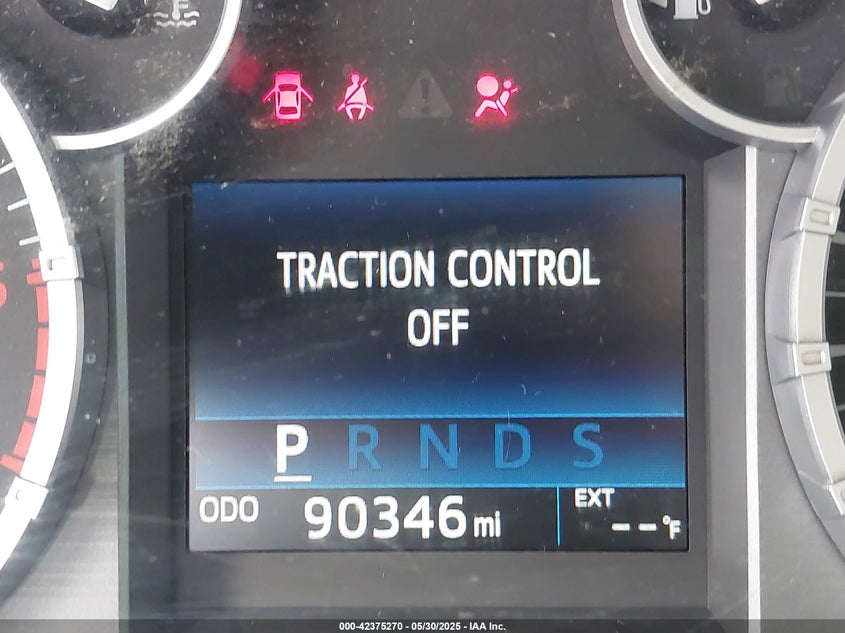 TRACTION CONTROL
OFF
P R N D S
ODO 90346 mi EXT
-- °F
000-42375270 - 05/30/2025 - IAA Inc.